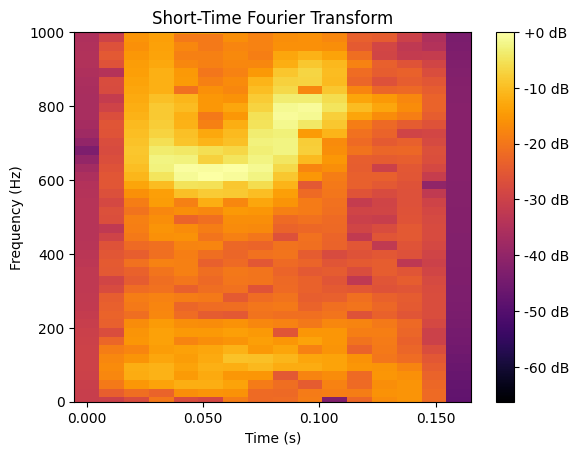 Short-Time Fourier Transform
1000
800
600
400
200
0
Frequency (Hz)
0.000
0.050
0.100
0.150
Time (s)
+0 dB
-10 dB
-20 dB
-30 dB
-40 dB
-50 dB
-60 dB